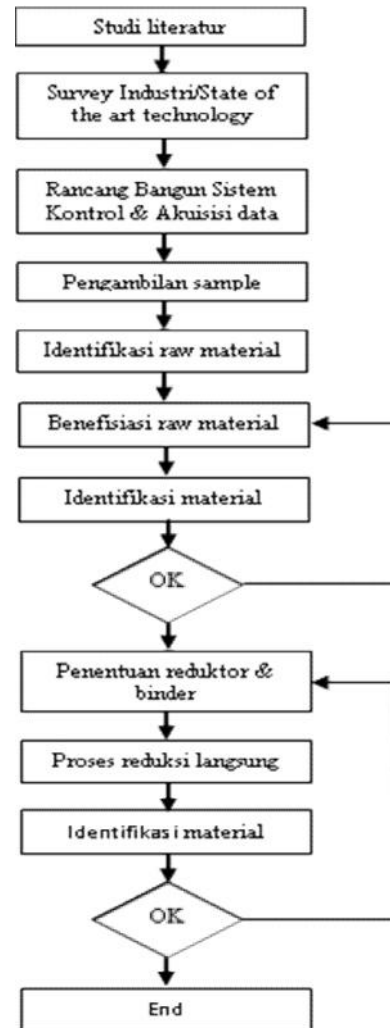 Studi literatur
Survey Industri/State of
the art technology
Rancang Bangun Sistem
Kontrol & Akuisisi data
Pengambilan sample
Identifikasi raw material
Benefisiasi raw material
Identifikasi material
OK
Penentuan reduktor &
binder
Proses reduksi langsung
Identifikasi material
OK
End